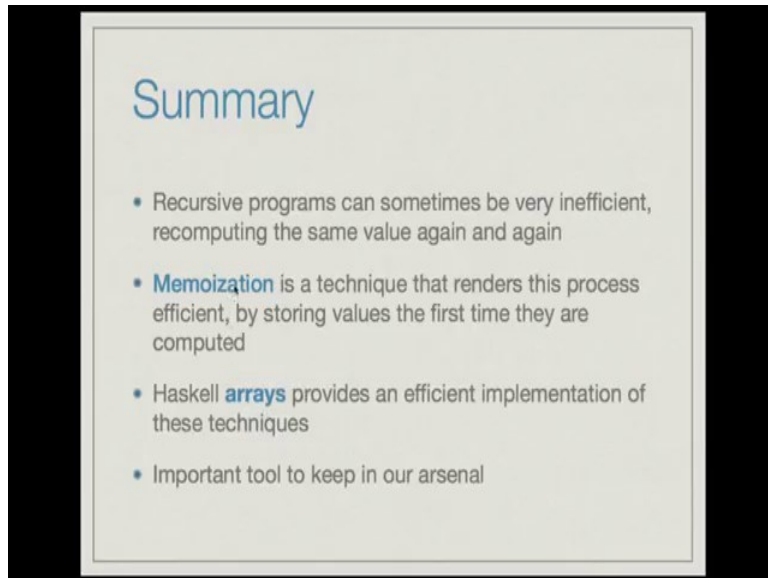 Summary
• Recursive programs can sometimes be very inefficient,
recomputing the same value again and again
• Memoization is a technique that renders this process
efficient, by storing values the first time they are
computed
• Haskell arrays provides an efficient implementation of
these techniques
• Important tool to keep in our arsenal